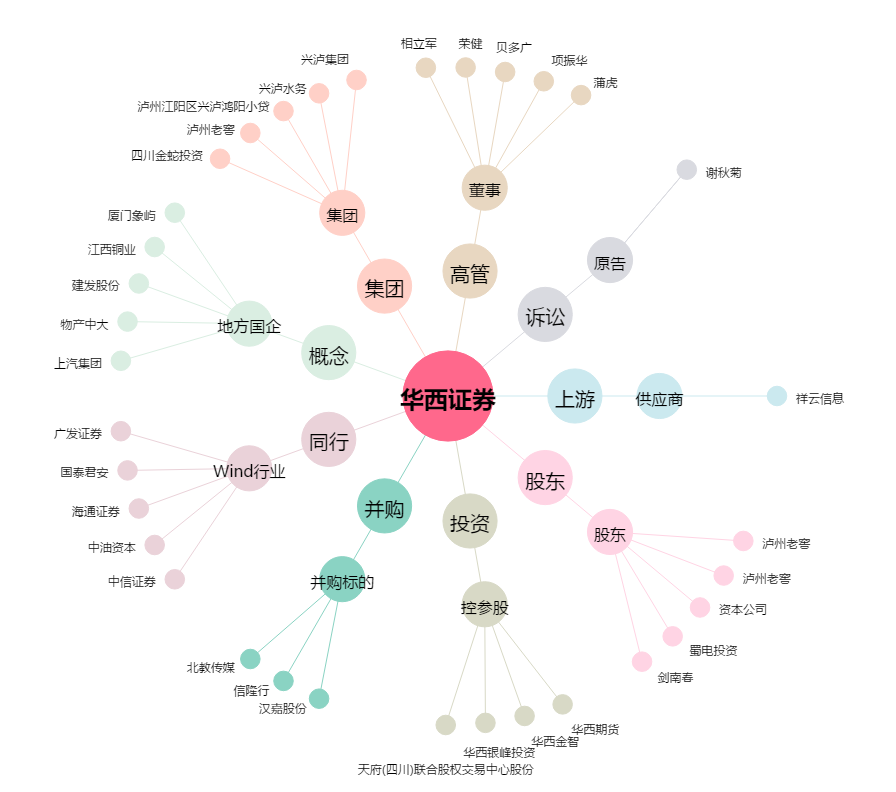 相立军
荣健
贝多广
项振华
蒲虎
兴泸集团
兴泸水务
泸州江阳区兴泸鸿阳小贷
泸州老窖
四川金舵投资
董事
谢秋菊
集团
厦门象屿
江西铜业
建发股份
物产中大
上汽集团
地方国企
原告
高管
集团
诉讼
概念
华西证券
上游
供应商
祥云信息
广发证券
国泰君安
海通证券
中油资本
中信证券
Wind行业
同行
股东
并购
投资
股东
泸州老窖
泸州老窖
资本公司
蜀电投资
剑南春
并购标的
控参股
北教传媒
信隆行
汉嘉股份
华西期货
华西金智
华西银峰投资
天府(四川)联合股权交易中心股份